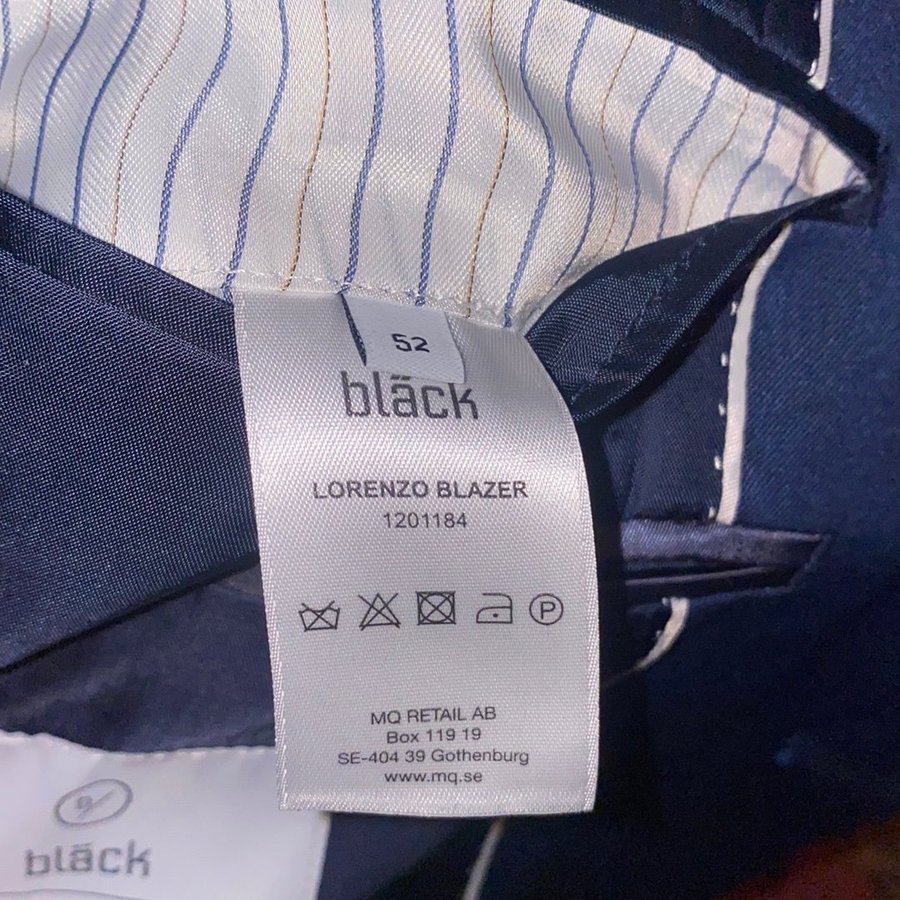 52
bläck
LORENZO BLAZER
1201184
P
MQ RETAIL AB
Box 119 19
SE-404 39 Gothenburg
www.mq.se
bläck